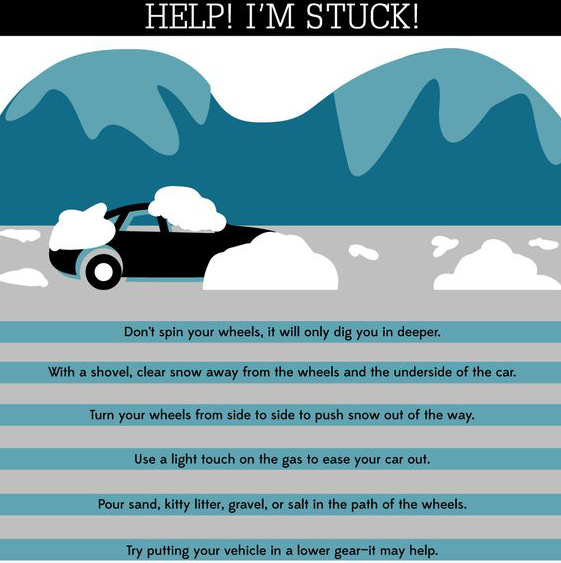 HELP! I'M STUCK!
Don't spin your wheels, it will only dig you in deeper.
With a shovel, clear snow away from the wheels and the underside of the car.
Turn your wheels from side to side to push snow out of the way.
Use a light touch on the gas to ease your car out.
Pour sand, kitty litter, gravel, or salt in the path of the wheels.
Try putting your vehicle in a lower gear—it may help.